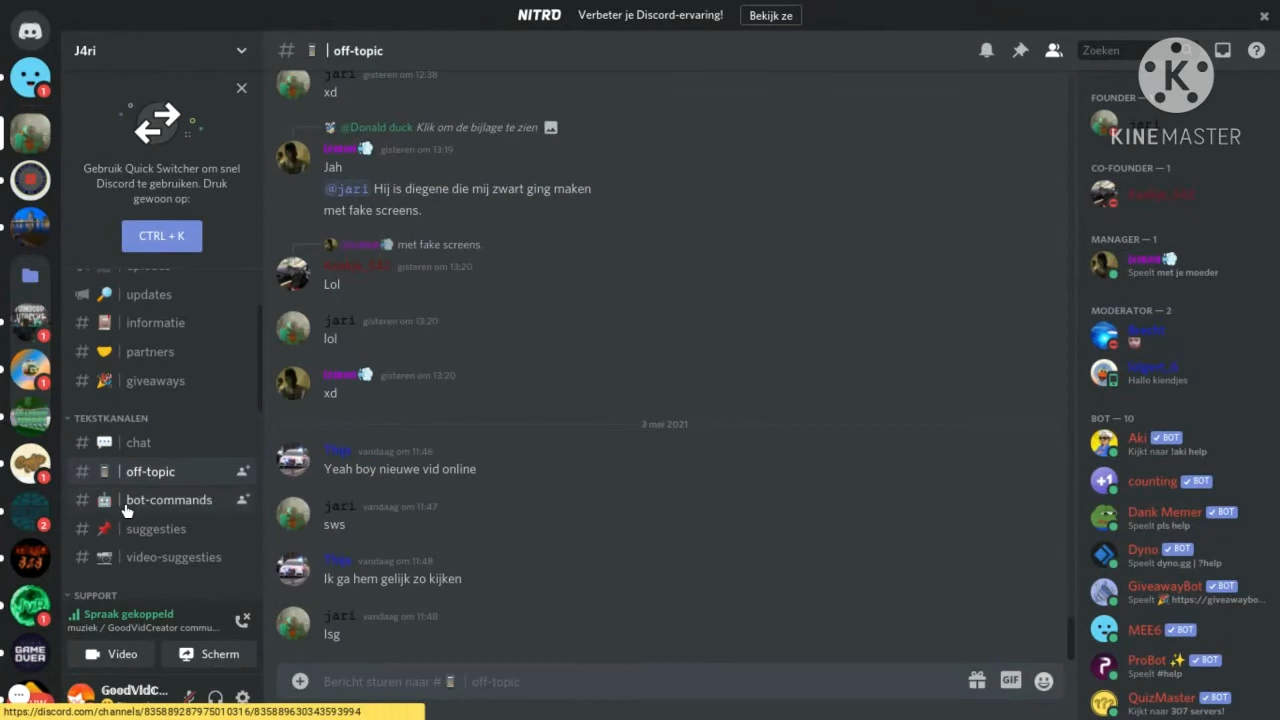 NITRO Verbeter je Discord-ervaring! Bekijk ze
J4ri
Gebruik Quick Switcher om snel
Discord te gebruiken. Druk
gewoon op:
CTRL + K
updates
informatie
partners
giveaways
TEKSTKANALEN
chat
off-topic
bot-commands
suggesties
video-suggesties
SUPPORT
Spraak gekoppeld
muziek / GoodVidCreator commu...
Video
Scherm
GOODVIDC...
https://discord.com/channels/835889287975010316/835889630343593994
# | off-topic
Zoeken
jari gisteren om 12:38
xd
@Donald duck Klik om de bijlage te zien
gisteren om 13:19
Jah
@jari Hij is diegene die mij zwart ging maken
met fake screens.
met fake screens.
gisteren om 13:20
Lol
jari gisteren om 13:20
lol
gisteren om 13:20
xd
3 mei 2021
vandaag om 11:46
Yeah boy nieuwe vid online
jari vandaag om 11:47
sws
vandaag om 11:48
Ik ga hem gelijk zo kijken
jari vandaag om 11:48
lsg
Bericht sturen naar # | off-topic
GIF
KINEMASTER
FOUNDER —
jari
CO-FOUNDER — 1
MANAGER — 1
Speelt met je moeder
MODERATOR — 2
Hallo kiendjes
BOT — 10
Aki BOT
Kijkt naar !aki help
counting BOT
Dank Memer BOT
Speelt pls help
Dyno BOT
Speelt dyno.gg | ?help
GiveawayBot BOT
Speelt https://giveawaybo...
MEE6 BOT
ProBot BOT
Speelt #help
QuizMaster BOT
Kijkt naar 307 servers!